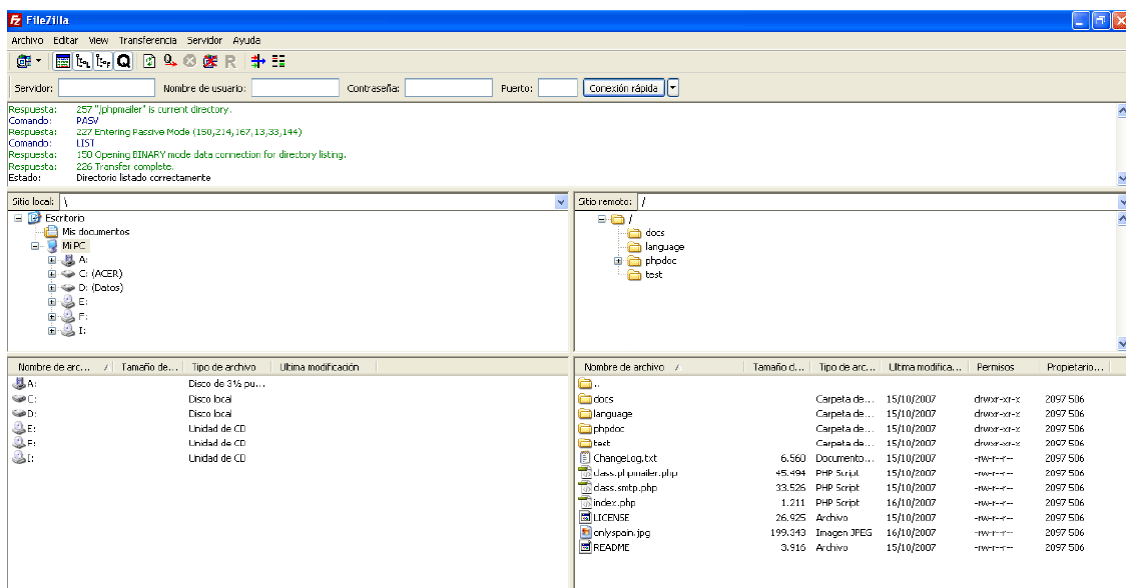 FileZilla
Archivo Editar View Transferencia Servidor Ayuda
Servidor: Nombre de usuario: Contraseña: Puerto: Conexión rápida
Respuesta: 257 "/phpmailer" is current directory.
Comando: PASV
Respuesta: 227 Entering Passive Mode (150,214,167,13,33,144)
Comando: LIST
Respuesta: 150 Opening BINARY mode data connection for directory listing.
Respuesta: 226 Transfer complete.
Estado: Directorio listado correctamente
Sitio local: \
Escritorio
Mis documentos
Mi PC
A:
C: (ACER)
D: (Datos)
E:
F:
I:
Sitio remoto: /
/
docs
language
phpdoc
test
Nombre de arc... Tamaño de... Tipo de archivo Ultima modificación
A: Disco de 3½ pu...
C: Disco local
D: Disco local
E: Unidad de CD
F: Unidad de CD
I: Unidad de CD
Nombre de archivo Tamaño d... Tipo de arc... Ultima modifica... Permisos Propietario...
..
docs Carpeta de... 15/10/2007 drwxr-xr-x 2097 506
language Carpeta de... 15/10/2007 drwxr-xr-x 2097 506
phpdoc Carpeta de... 15/10/2007 drwxr-xr-x 2097 506
test Carpeta de... 15/10/2007 drwxr-xr-x 2097 506
ChangeLog.txt 6.560 Documento... 15/10/2007 -rw-r--r-- 2097 506
class.phpmailer.php 45.494 PHP Script 15/10/2007 -rw-r--r-- 2097 506
class.smtp.php 33.526 PHP Script 15/10/2007 -rw-r--r-- 2097 506
index.php 1.211 PHP Script 16/10/2007 -rw-r--r-- 2097 506
LICENSE 26.925 Archivo 15/10/2007 -rw-r--r-- 2097 506
onlyspain.jpg 199.343 Imagen JPEG 16/10/2007 -rw-r--r-- 2097 506
README 3.916 Archivo 15/10/2007 -rw-r--r-- 2097 506